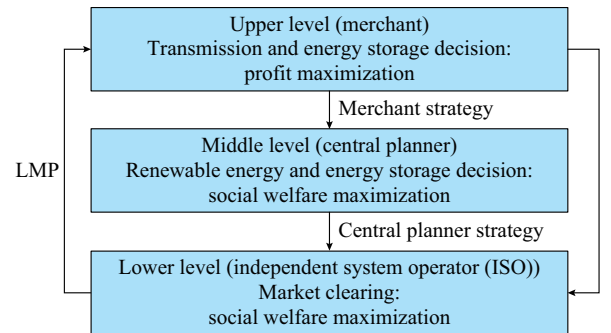 Upper level (merchant)
Transmission and energy storage decision:
profit maximization
Merchant strategy
Middle level (central planner)
Renewable energy and energy storage decision:
social welfare maximization
LMP
Central planner strategy
Lower level (independent system operator (ISO))
Market clearing:
social welfare maximization